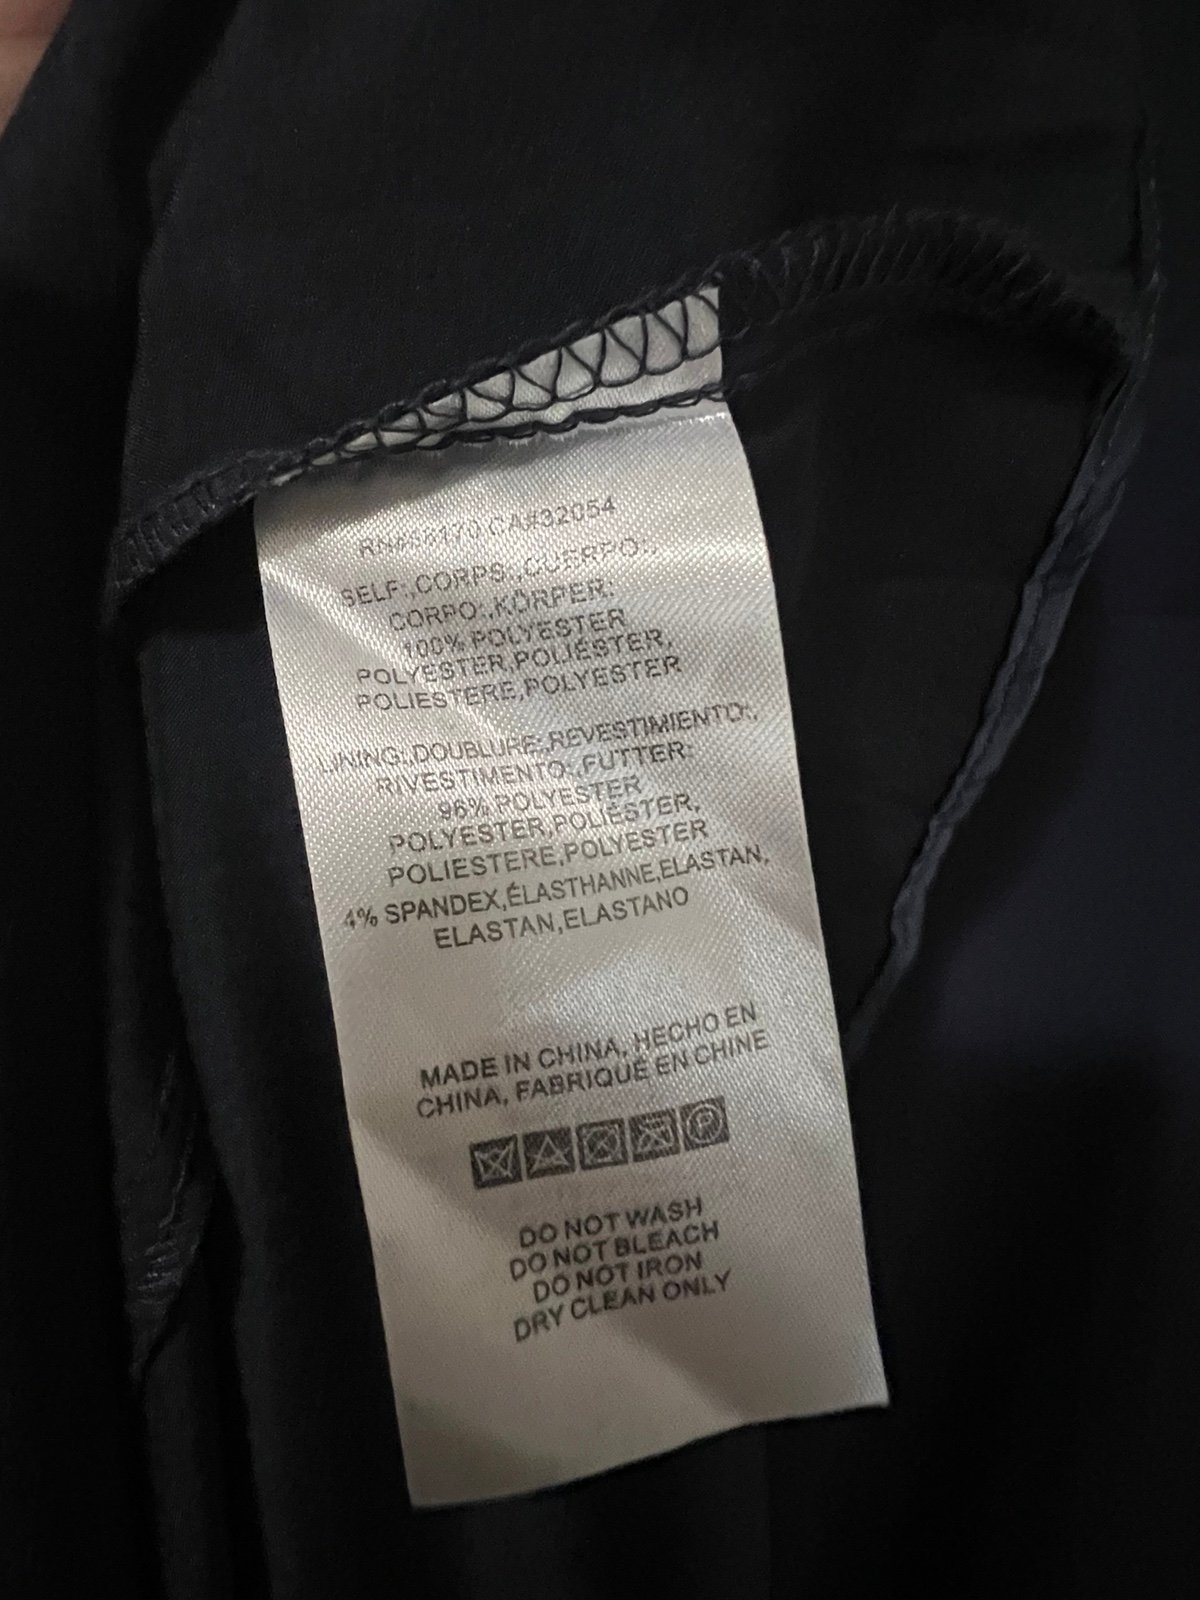 CA#32054
SELF:,CORPS:,CUERPO:,
CORPO:,KÖRPER:
100% POLYESTER
POLYESTER,POLIÉSTER,
POLIESTERE,POLYESTER
LINING:,DOUBLURE:,REVESTIMIENTO:,
RIVESTIMENTO:,FUTTER:
96% POLYESTER
POLYESTER,POLIÉSTER,
POLIESTERE,POLYESTER
4% SPANDEX,ÉLASTHANNE,ELASTAN,
ELASTAN,ELASTANO
MADE IN CHINA, HECHO EN
CHINA, FABRIQUÉ EN CHINE
P
DO NOT WASH
DO NOT BLEACH
DO NOT IRON
DRY CLEAN ONLY